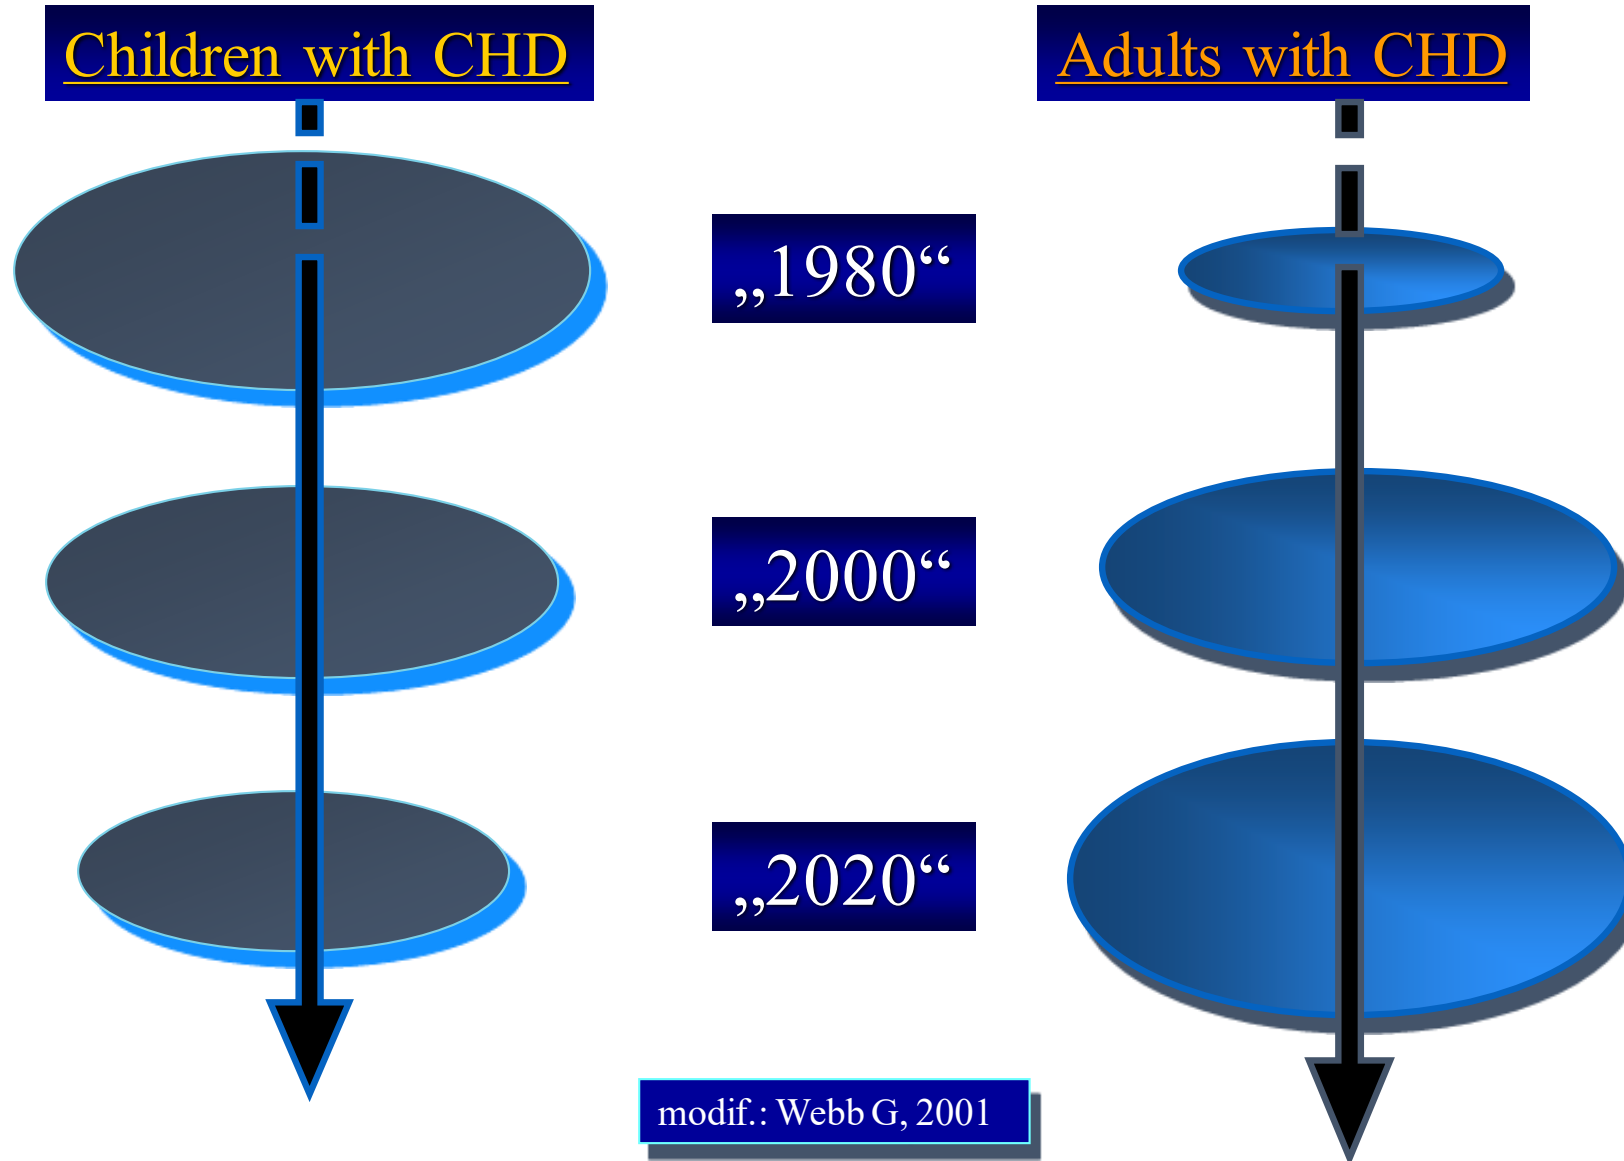 Children with CHD
Adults with CHD
„1980“
„2000“
„2020“
modif.: Webb G, 2001